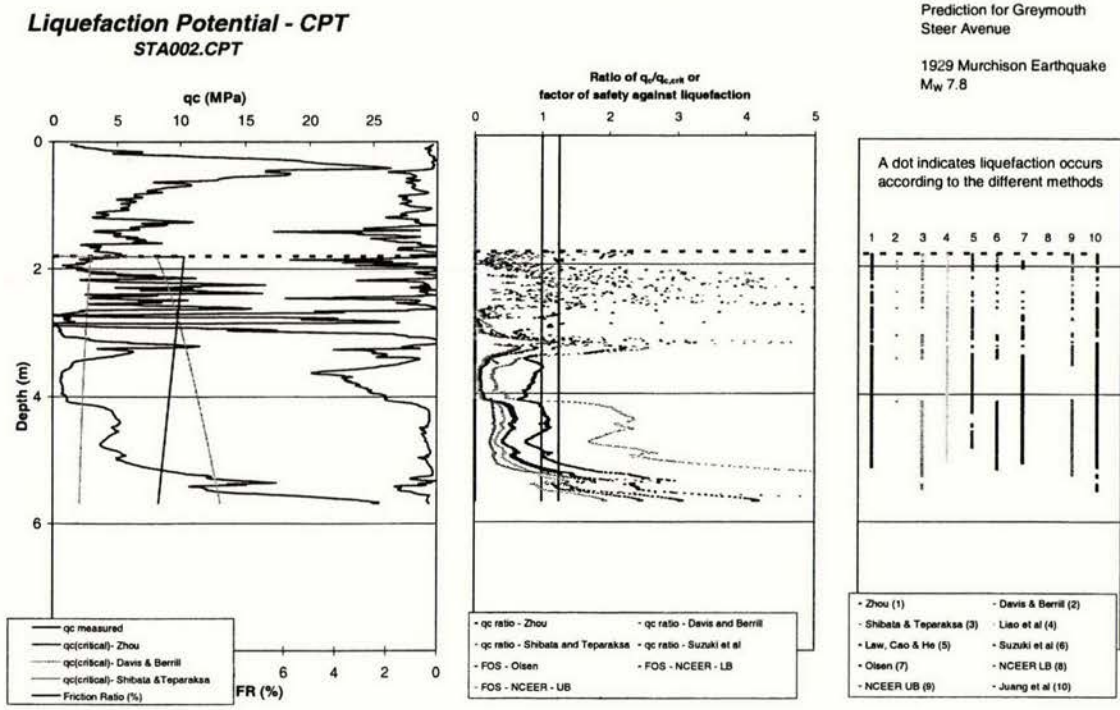 Liquefaction Potential - CPT
STA002.CPT
Prediction for Greymouth
Steer Avenue
1929 Murchison Earthquake
Mw 7.8
qc (MPa)
0 5 10 15 20 25
Depth (m)
0
2
4
6
qc measured
qc(critical)- Zhou
qc(critical)- Davis & Berrill
qc(critical)- Shibata &Teparaksa
Friction Ratio (%)
6 4 2 0
FR (%)
Ratio of qc/qc,crit or
factor of safety against liquefaction
0 1 2 3 4 5
- qc ratio - Zhou
- qc ratio - Davis and Berrill
- qc ratio - Shibata and Teparaksa
- qc ratio - Suzuki et al
- FOS - Olsen
- FOS - NCEER - LB
- FOS - NCEER - UB
A dot indicates liquefaction occurs
according to the different methods
1 2 3 4 5 6 7 8 9 10
- Zhou (1)
- Davis & Berrill (2)
- Shibata & Teparaksa (3)
- Liao et al (4)
- Law, Cao & He (5)
- Suzuki et al (6)
- Olsen (7)
- NCEER LB (8)
- NCEER UB (9)
- Juang et al (10)